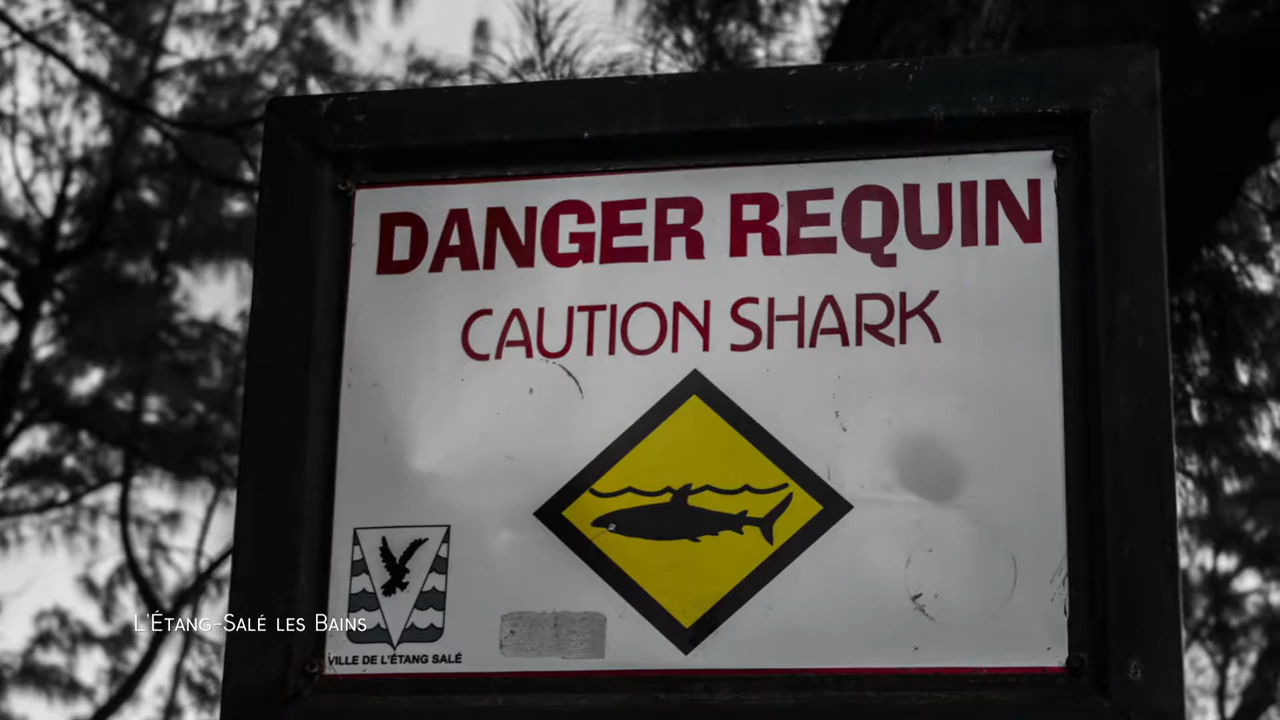 DANGER REQUIN
CAUTION SHARK
VILLE DE L'ÉTANG SALÉ
L'Étang-Salé les Bains